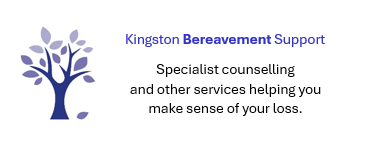 Kingston Bereavement Support
Specialist counselling
and other services helping you
make sense of your loss.